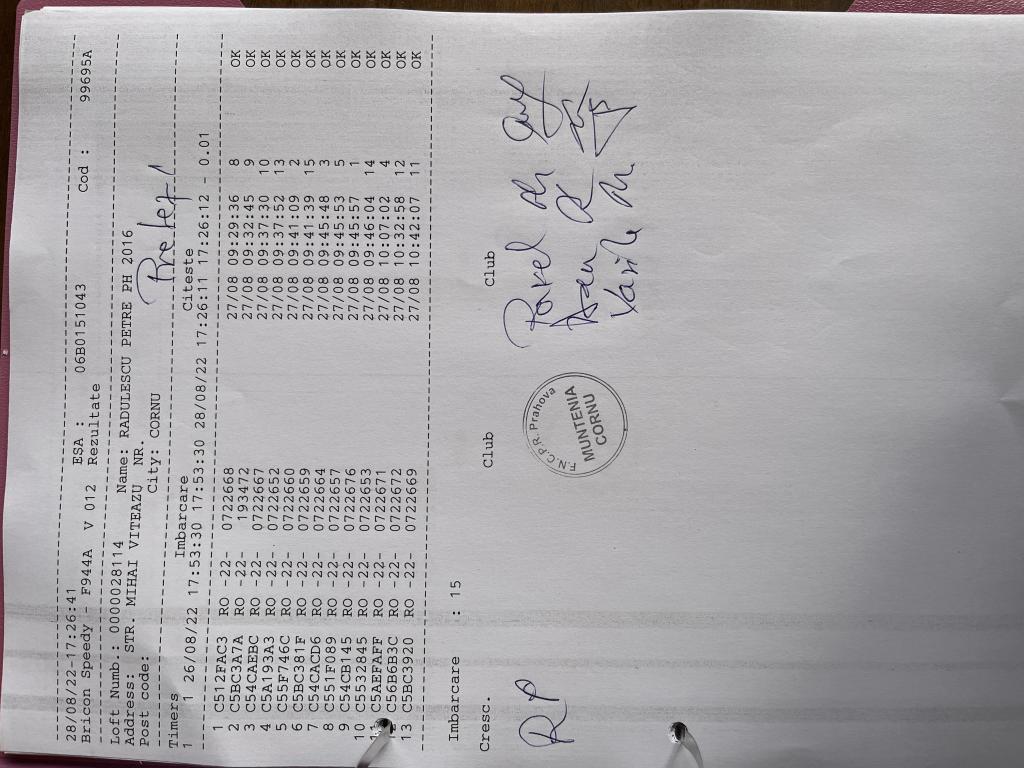 28/08/22-17:26:41
Bricon Speedy - F944A V 012 ESA : 06B0151043 Cod : 99695A
Rezultate
Loft Numb.: 0000028114 Name: RADULESCU PETRE PH 2016
Address: STR. MIHAI VITEAZU NR.
Post code: City: CORNU
Timers Imbarcare Citeste
1 1 26/08/22 17:53:30 17:53:30 28/08/22 17:26:11 17:26:12 - 0.01
1 C512FAC3 RO -22- 0722668 27/08 09:29:36 8 OK
2 C5BC3A7A RO -22- 193472 27/08 09:32:45 9 OK
3 C54CAEBC RO -22- 0722667 27/08 09:37:30 10 OK
4 C5A193A3 RO -22- 0722652 27/08 09:37:52 13 OK
5 C55F746C RO -22- 0722660 27/08 09:41:09 2 OK
6 C5BC381F RO -22- 0722659 27/08 09:41:39 15 OK
7 C54CACD6 RO -22- 0722664 27/08 09:45:48 3 OK
8 C551F089 RO -22- 0722657 27/08 09:45:53 5 OK
9 C54CB145 RO -22- 0722676 27/08 09:45:57 1 OK
10 C5532845 RO -22- 0722653 27/08 09:46:04 14 OK
C5AEFAFF RO -22- 0722671 27/08 10:07:02 4 OK
12 C56B6B3C RO -22- 0722672 27/08 10:32:58 12 OK
13 C5BC3920 RO -22- 0722669 27/08 10:42:07 11 OK
Imbarcare : 15
Cresc. Club Club
RP
F.N.C.P.R. Prahova
MUNTENIA
CORNU
Pavel
Vasile